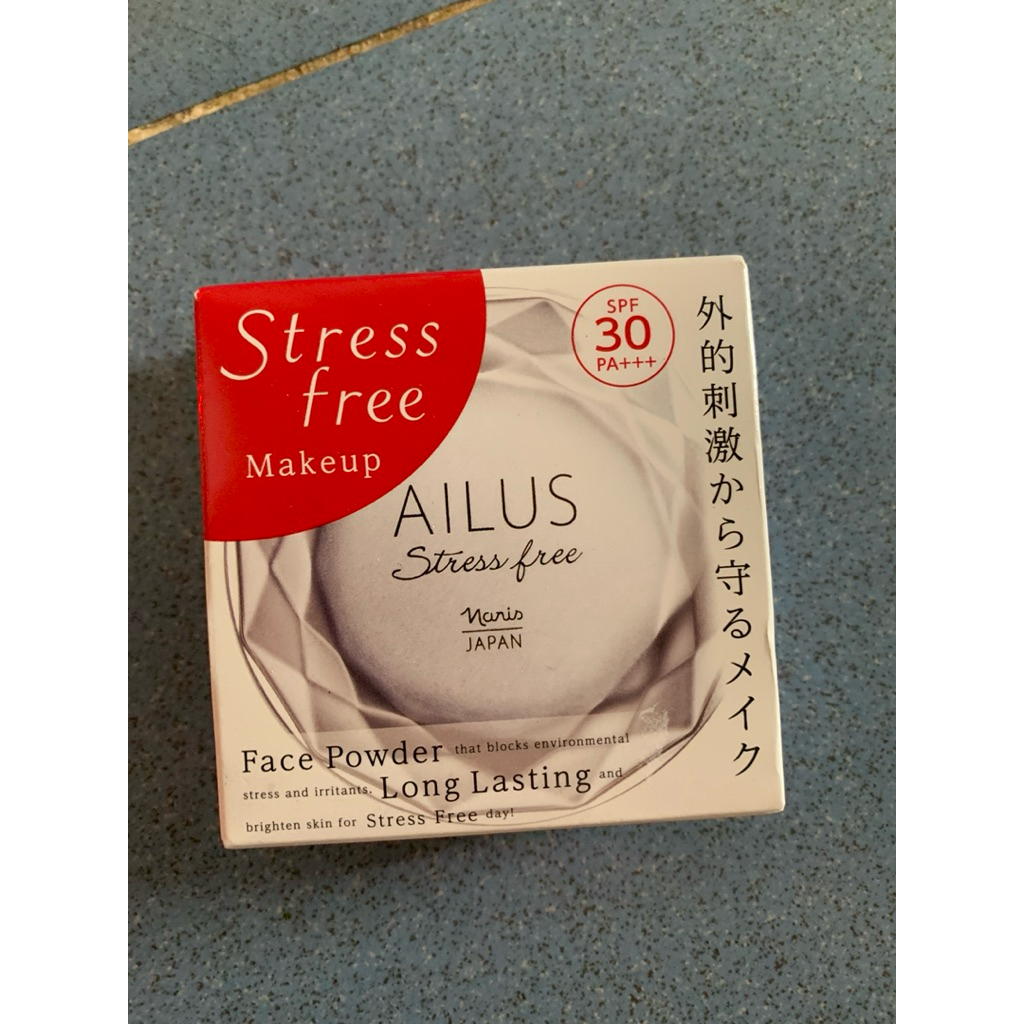 Stress
free
Makeup
SPF
30
PA+++
外的刺激から守るメイク
AILUS
Stress free
Naris
JAPAN
Face Powder that blocks environmental
stress and irritants. Long Lasting and
brighten skin for Stress Free day!